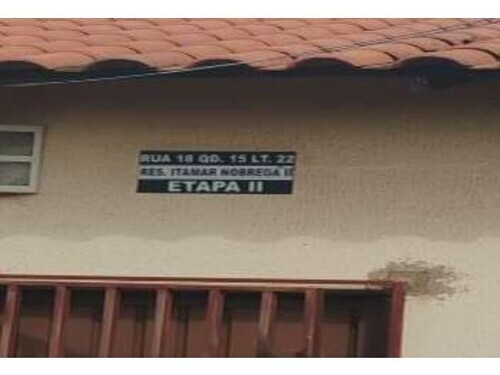 RUA 18 QD. 15 LT. 22
RES. ITAMAR NOBREGA II
ETAPA II